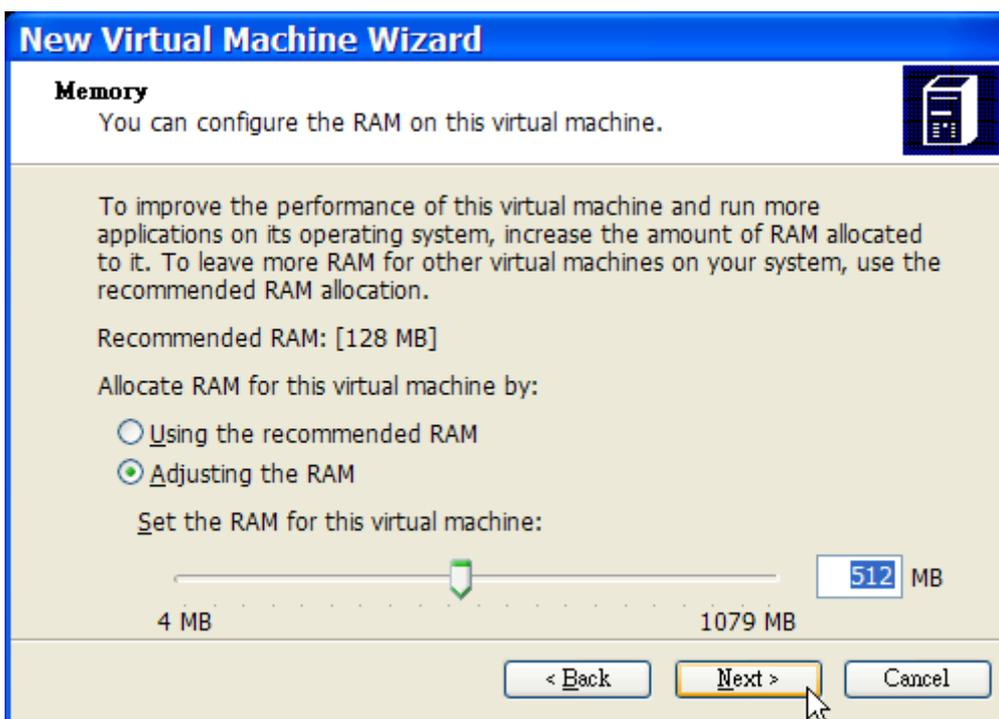 New Virtual Machine Wizard
Memory
You can configure the RAM on this virtual machine.
To improve the performance of this virtual machine and run more
applications on its operating system, increase the amount of RAM allocated
to it. To leave more RAM for other virtual machines on your system, use the
recommended RAM allocation.
Recommended RAM: [128 MB]
Allocate RAM for this virtual machine by:
Using the recommended RAM
Adjusting the RAM
Set the RAM for this virtual machine:
512 MB
4 MB 1079 MB
< Back Next > Cancel